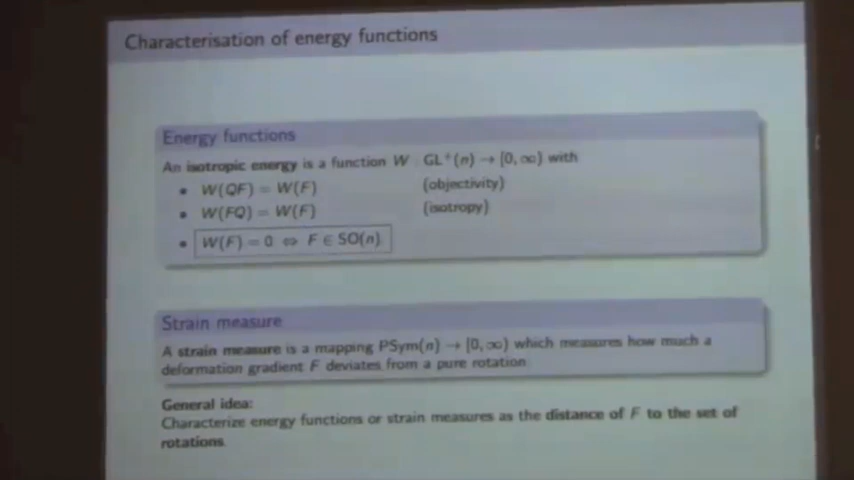 Characterisation of energy functions
Energy functions
An isotropic energy is a function W : GL⁺(n) → [0, ∞) with
• W(QF) = W(F) (objectivity)
• W(FQ) = W(F) (isotropy)
• W(F) = 0 ⇔ F ∈ SO(n)
Strain measure
A strain measure is a mapping PSym(n) → [0, ∞) which measures how much a
deformation gradient F deviates from a pure rotation.
General idea:
Characterize energy functions or strain measures as the distance of F to the set of
rotations.